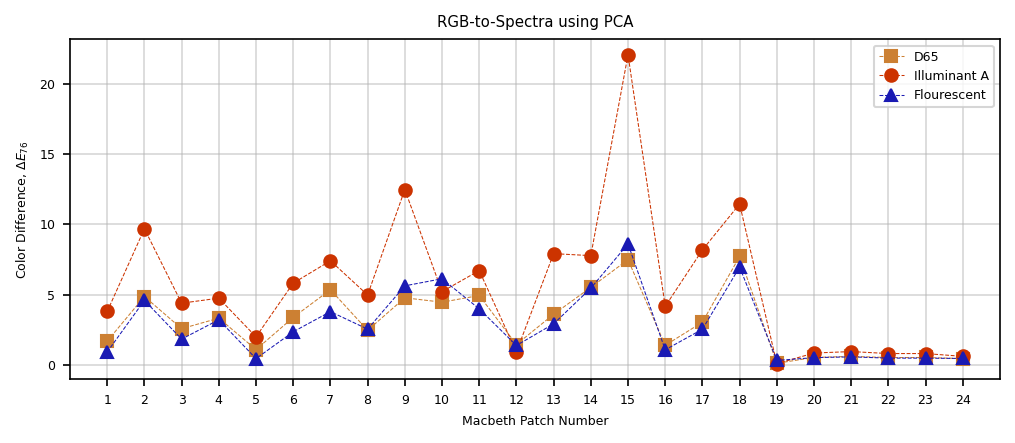 RGB-to-Spectra using PCA
D65
Illuminant A
Flourescent
20
15
10
5
0
Color Difference, ΔE₇₆
1 2 3 4 5 6 7 8 9 10 11 12 13 14 15 16 17 18 19 20 21 22 23 24
Macbeth Patch Number